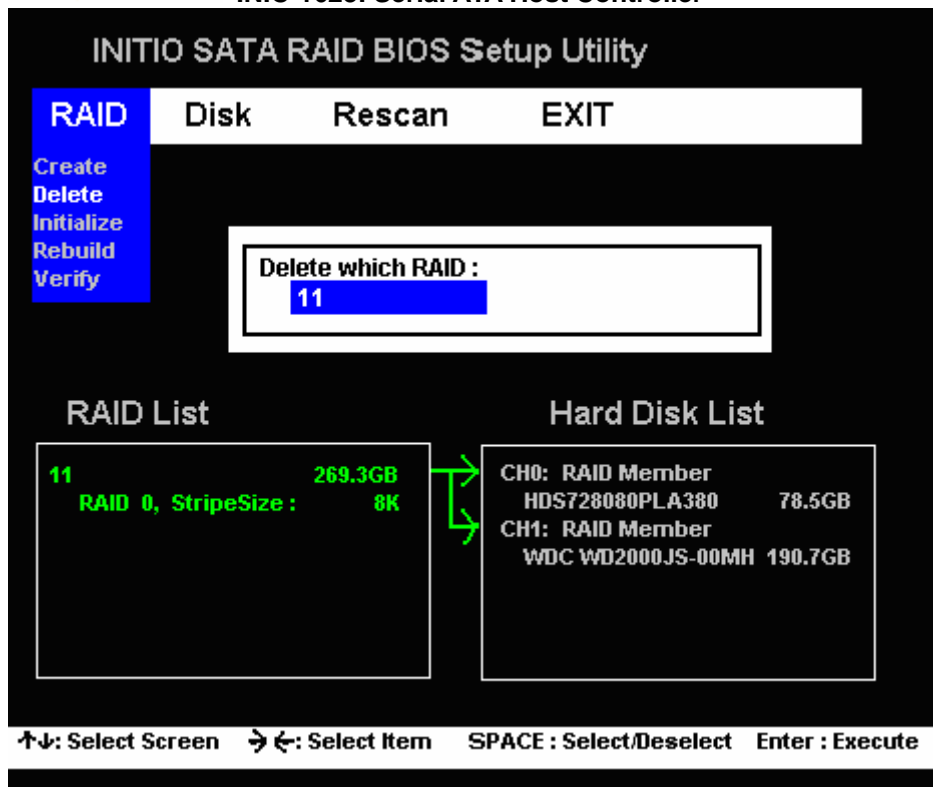 INITIO SATA RAID BIOS Setup Utility
RAID Disk Rescan EXIT
Create
Delete
Initialize
Rebuild
Verify
Delete which RAID :
11
RAID List
11 269.3GB
RAID 0, StripeSize : 8K
Hard Disk List
CH0: RAID Member
HDS728080PLA380 78.5GB
CH1: RAID Member
WDC WD2000JS-00MH 190.7GB
↑↓: Select Screen →←: Select Item SPACE : Select/Deselect Enter : Execute